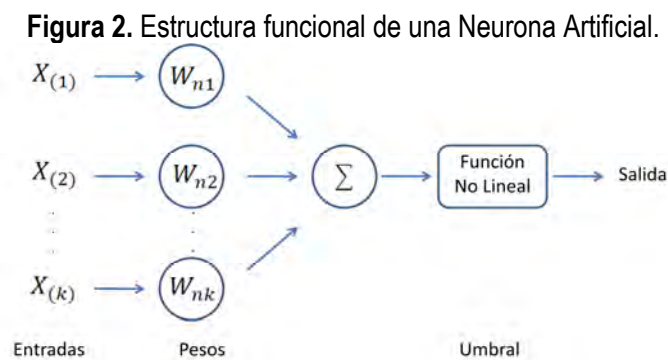 Figura 2. Estructura funcional de una Neurona Artificial.
X(1) Wn1
X(2) Wn2 Σ Función No Lineal Salida
X(k) Wnk
Entradas Pesos Umbral